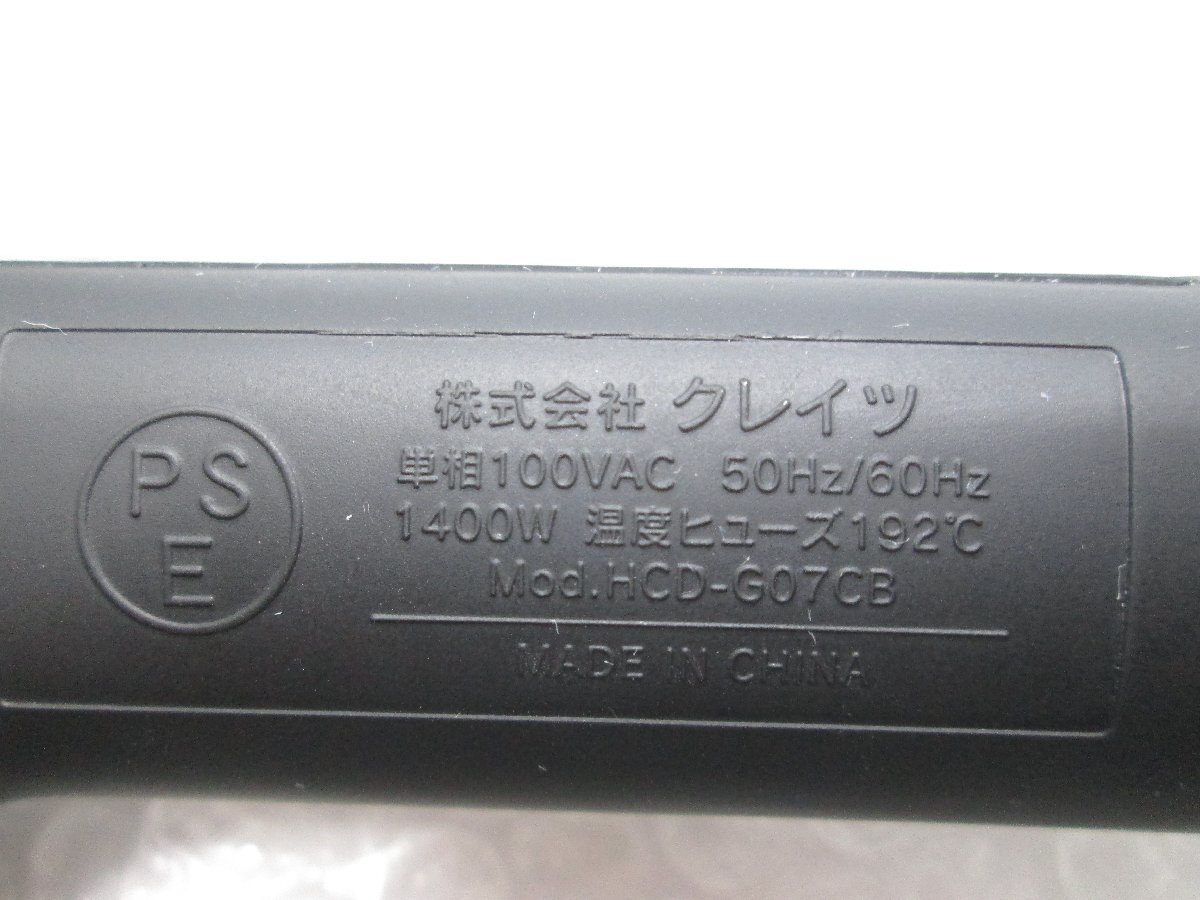 PS
E
株式会社 クレイツ
単相100VAC 50Hz/60Hz
1400W 温度ヒューズ192℃
Mod.HCD-G07CB
MADE IN CHINA